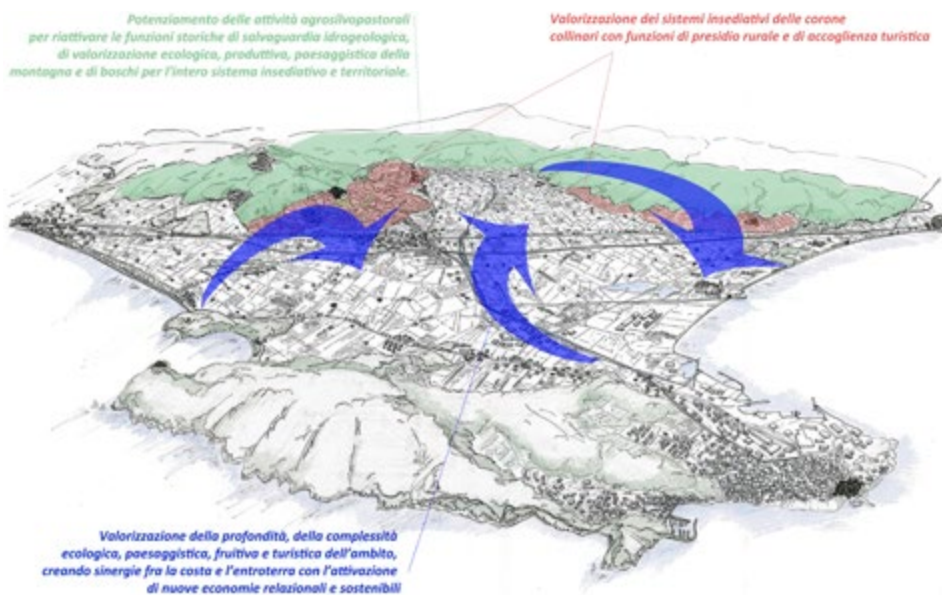 Potenziamento delle attività agrosilvopastorali
per riattivare le funzioni storiche di salvaguardia idrogeologica,
di valorizzazione ecologica, produttiva, paesaggistica della
montagna e di boschi per l'intero sistema insediativo e territoriale.
Valorizzazione dei sistemi insediativi delle corone
collinari con funzioni di presidio rurale e di accoglienza turistica
Valorizzazione della profondità, della complessità
ecologica, paesaggistica, fruitiva e turistica dell'ambito,
creando sinergie fra la costa e l'entroterra con l'attivazione
di nuove economie relazionali e sostenibili